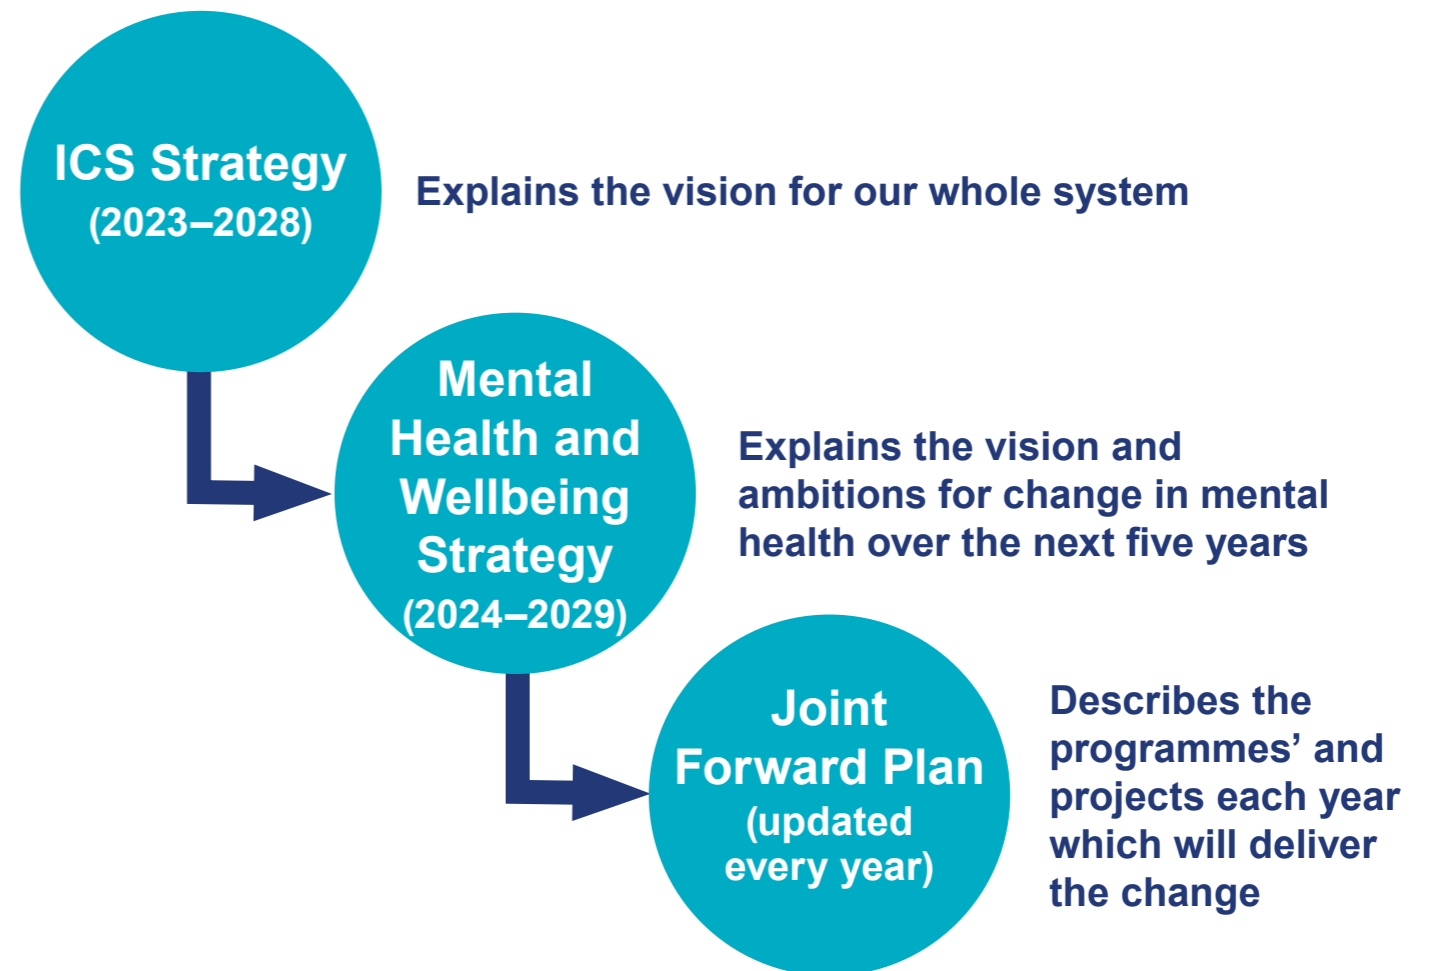 ICS Strategy
(2023–2028)
Explains the vision for our whole system
Mental
Health and
Wellbeing
Strategy
(2024–2029)
Explains the vision and
ambitions for change in mental
health over the next five years
Joint
Forward Plan
(updated
every year)
Describes the
programmes’ and
projects each year
which will deliver
the change